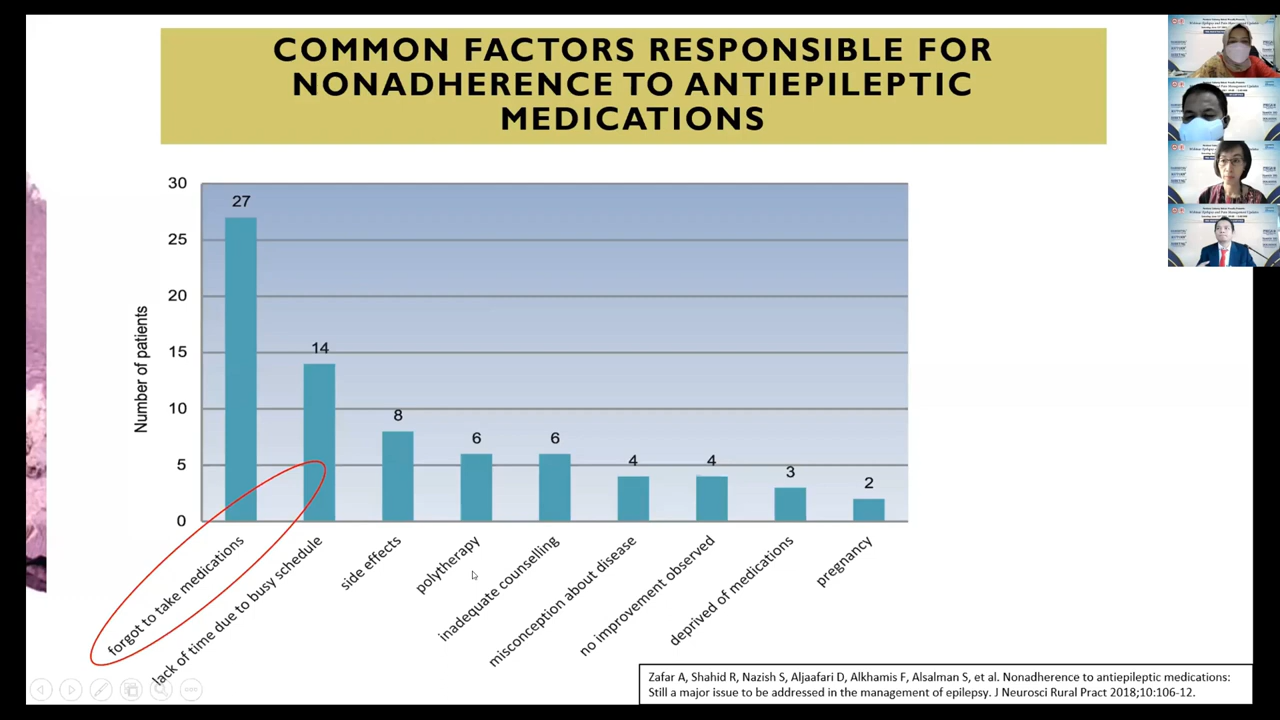 COMMON FACTORS RESPONSIBLE FOR
NONADHERENCE TO ANTIEPILEPTIC
MEDICATIONS
Number of patients
30
25
20
15
10
5
0
27
14
8
6
6
4
4
3
2
forgot to take medications
lack of time due to busy schedule
side effects
polytherapy
inadequate counselling
misconception about disease
no improvement observed
deprived of medications
pregnancy
Zafar A, Shahid R, Nazish S, Aljaafari D, Alkhamis F, Alsalman S, et al. Nonadherence to antiepileptic medications:
Still a major issue to be addressed in the management of epilepsy. J Neurosci Rural Pract 2018;10:106-12.